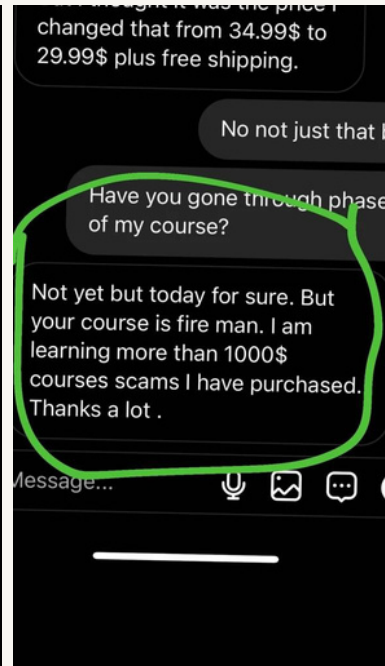 changed that from 34.99$ to
29.99$ plus free shipping.
No not just that
Have you gone through phase
of my course?
Not yet but today for sure. But
your course is fire man. I am
learning more than 1000$
courses scams I have purchased.
Thanks a lot .
Message...